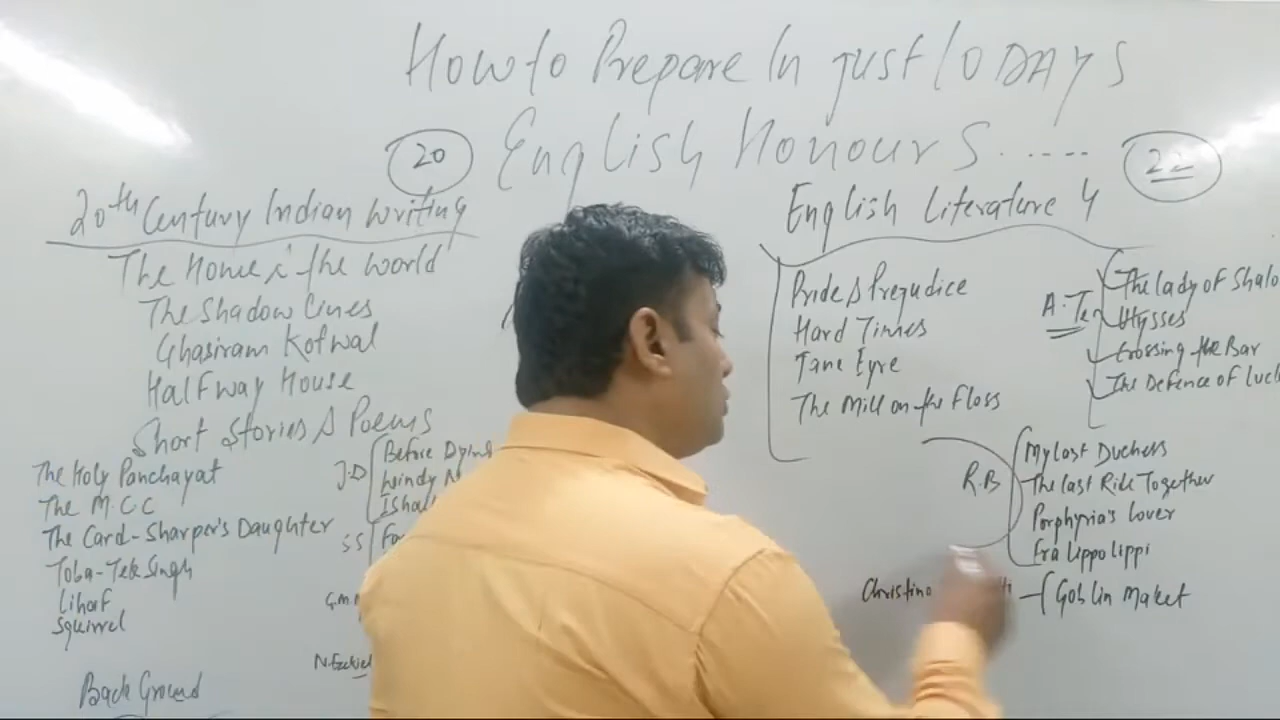 How to Prepare In just 10 DAYS
English Honours.....
20
20th Century Indian Writing
The Home & the World
The Shadow Lines
Ghasiram Kotwal
Halfway House
Short Stories & Poems
The Holy Panchayat
The M.C.C
The Card-Sharper's Daughter
Toba-Tek Singh
Lihaf
Squirrel
Back Ground
J.D
Before Dying
Windy
S S
G.M.
N.Ezekiel
22
English Literature 4
Pride & Prejudice
Hard Times
Jane Eyre
The Mill on the Floss
A. Ten
The Lady of Shalo
Ulysses
Crossing the Bar
The Defence of Luck
R.B
My Last Duchess
The Last Ride Together
Porphyria's Lover
Fra Lippo Lippi
Christina
Goblin Maket